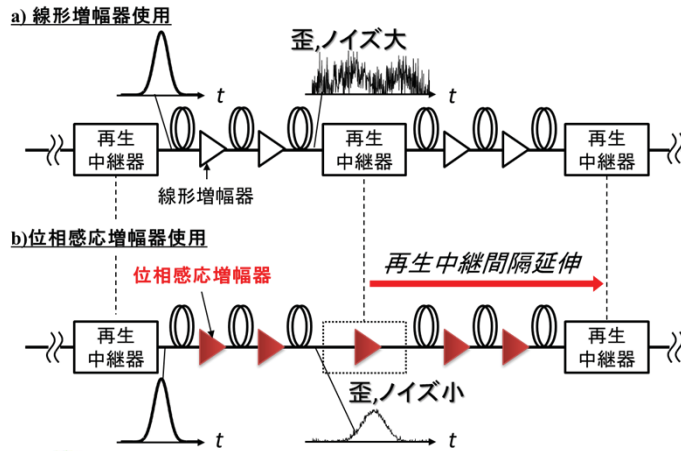 a) 線形増幅器使用
歪,ノイズ大
t
t
再生
中継器
再生
中継器
再生
中継器
線形増幅器
b)位相感応増幅器使用
再生中継間隔延伸
位相感応増幅器
再生
中継器
再生
中継器
歪,ノイズ小
t
t